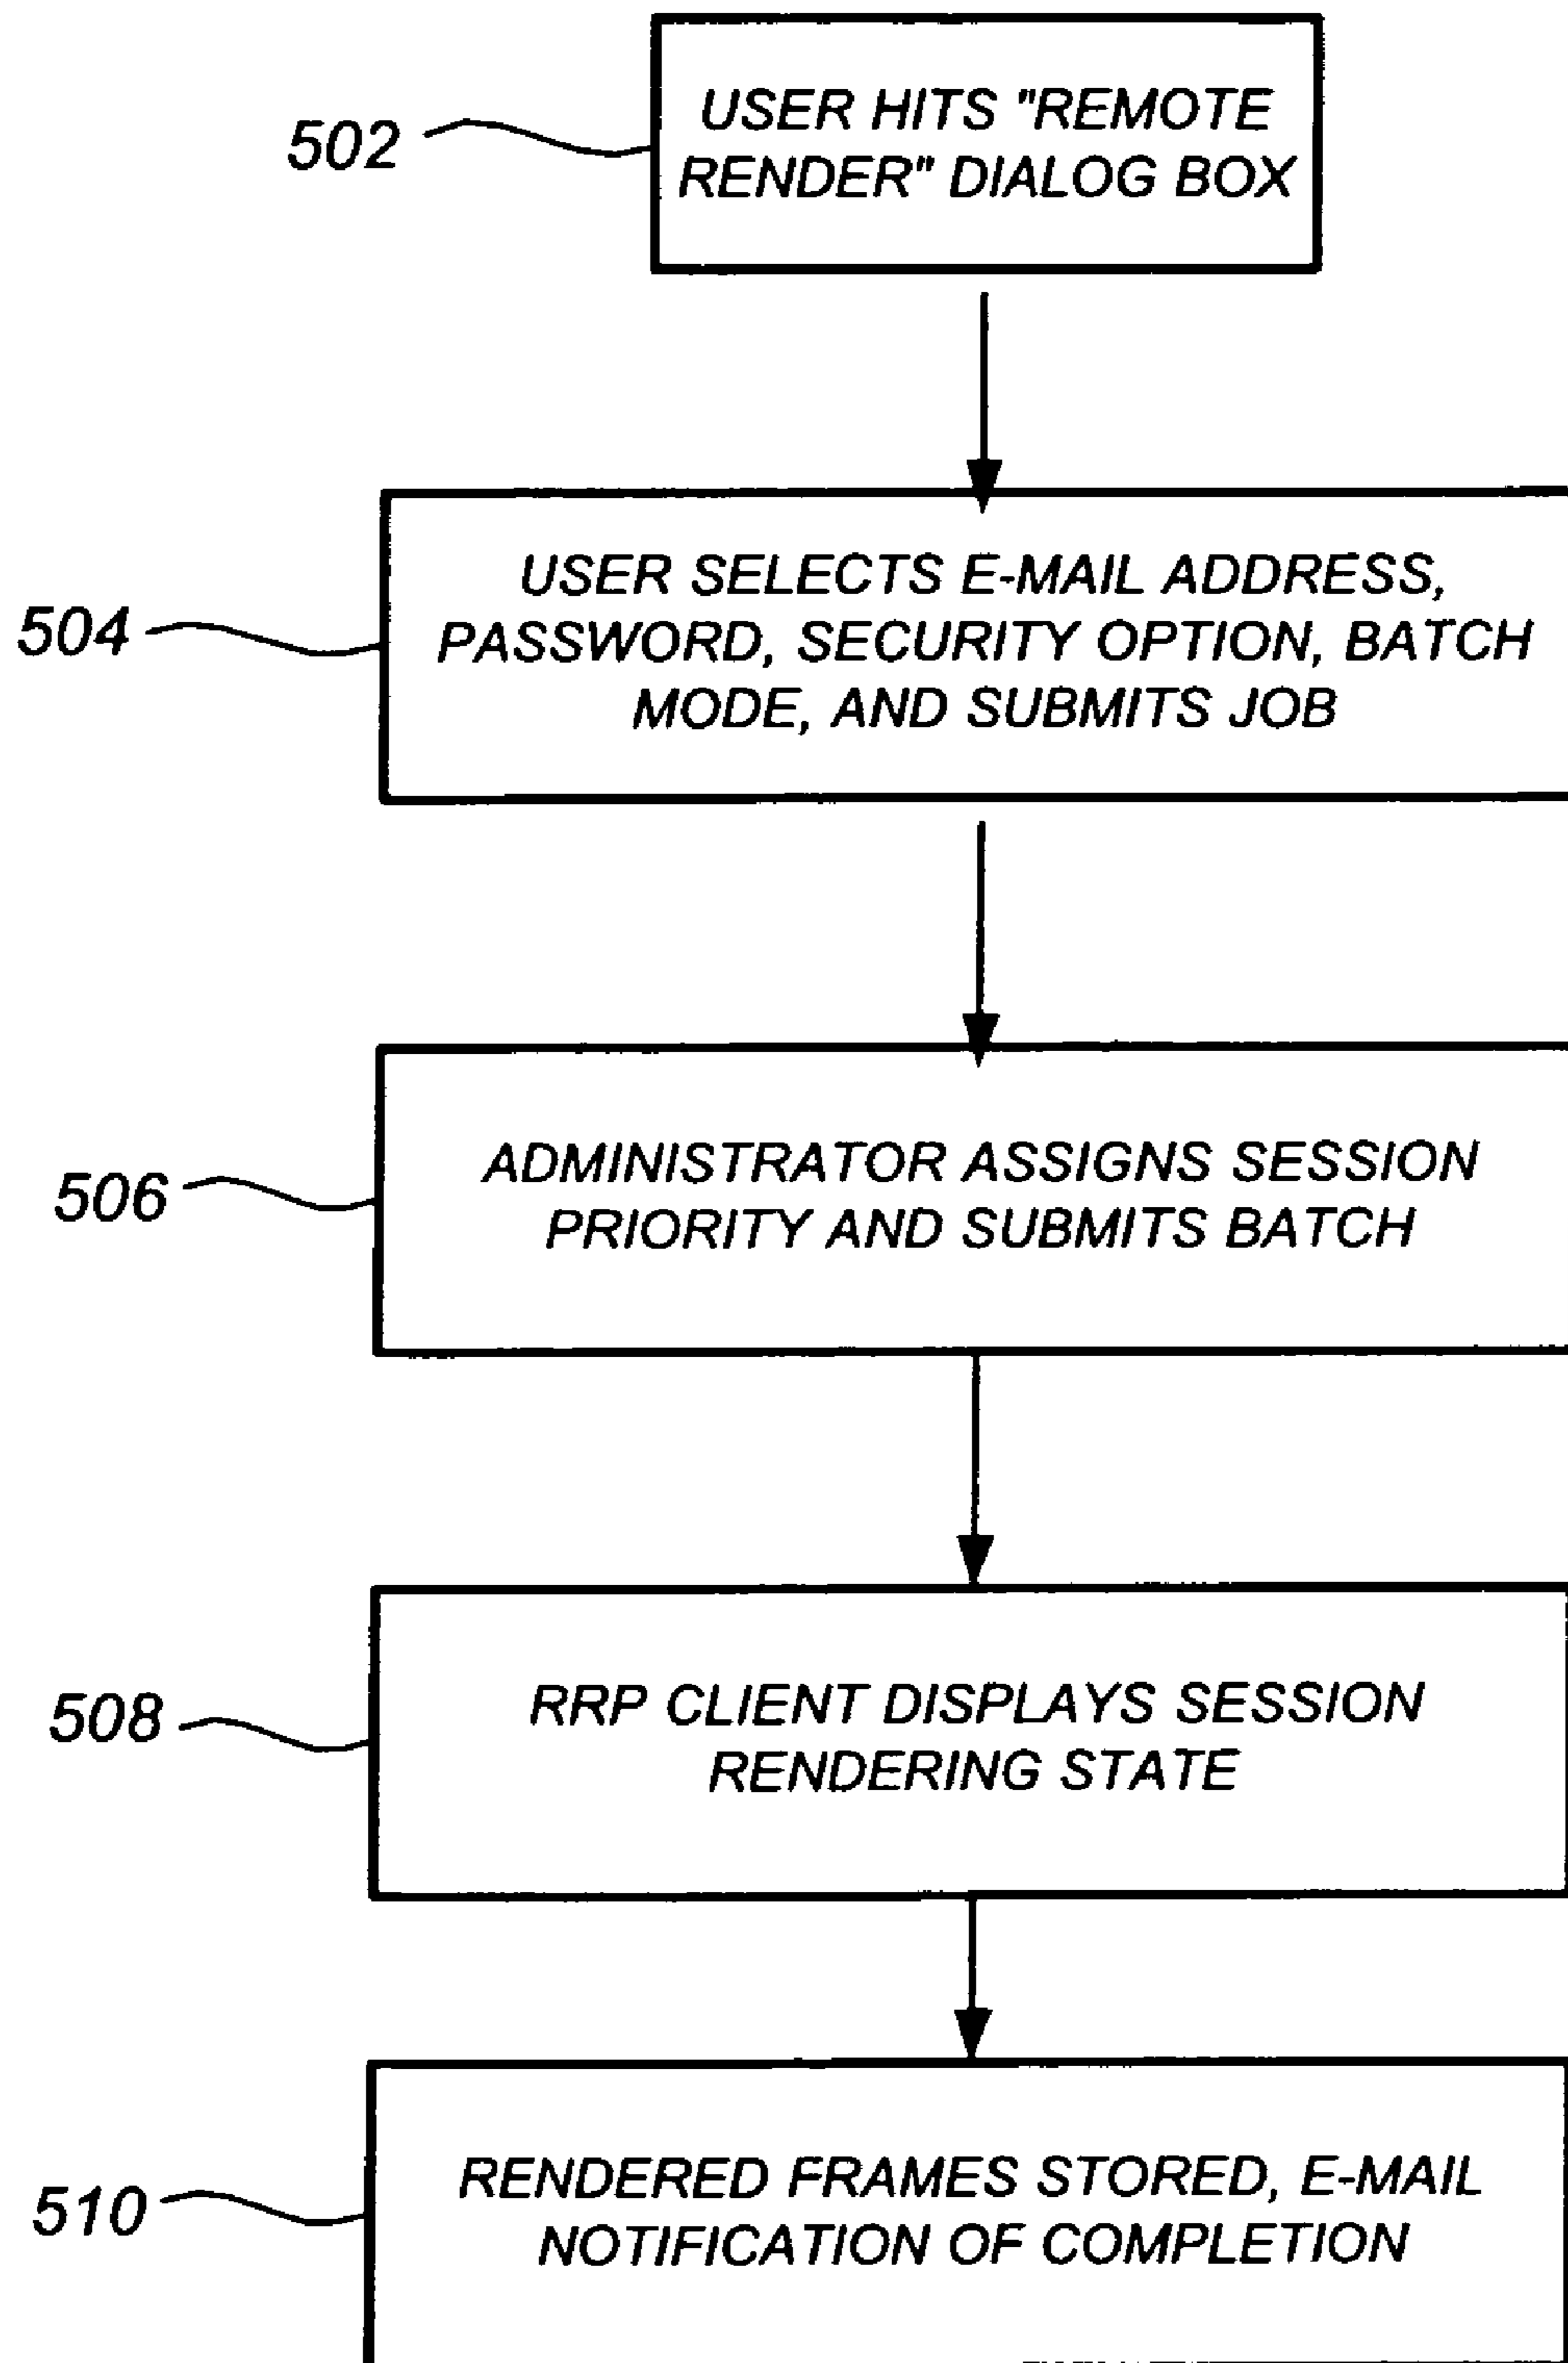 502
USER HITS "REMOTE
RENDER" DIALOG BOX
504
USER SELECTS E-MAIL ADDRESS,
PASSWORD, SECURITY OPTION, BATCH
MODE, AND SUBMITS JOB
506
ADMINISTRATOR ASSIGNS SESSION
PRIORITY AND SUBMITS BATCH
508
RRP CLIENT DISPLAYS SESSION
RENDERING STATE
510
RENDERED FRAMES STORED, E-MAIL
NOTIFICATION OF COMPLETION